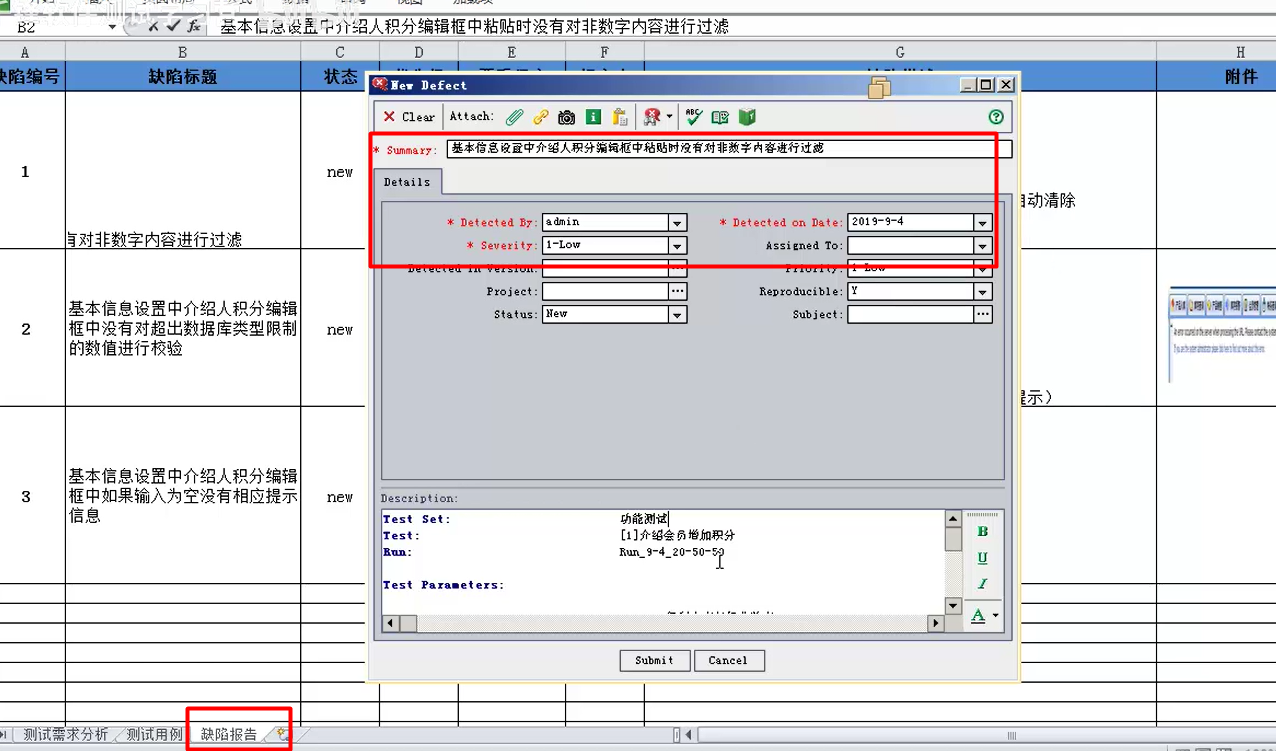 B2
基本信息设置中介绍人积分编辑框中粘贴时没有对非数字内容进行过滤
A B C D E F G H
缺陷编号 缺陷标题 状态 附件
New Defect
Clear Attach:
* Summary: 基本信息设置中介绍人积分编辑框中粘贴时没有对非数字内容进行过滤
Details
* Detected By: admin * Detected on Date: 2019-9-4
* Severity: 1-Low Assigned To:
Detected in Version: Priority: 1-Low
Project: Reproducible: Y
Status: New Subject:
Description:
Test Set: 功能测试
Test: [1]介绍会员增加积分
Run: Run_9-4_20-50-50
Test Parameters:
B
U
I
A
Submit Cancel
1 new 自动清除
有对非数字内容进行过滤
2 基本信息设置中介绍人积分编辑 new
框中没有对超出数据库类型限制
的数值进行校验
提示）
3 基本信息设置中介绍人积分编辑 new
框中如果输入为空没有相应提示
信息
测试需求分析 测试用例 缺陷报告